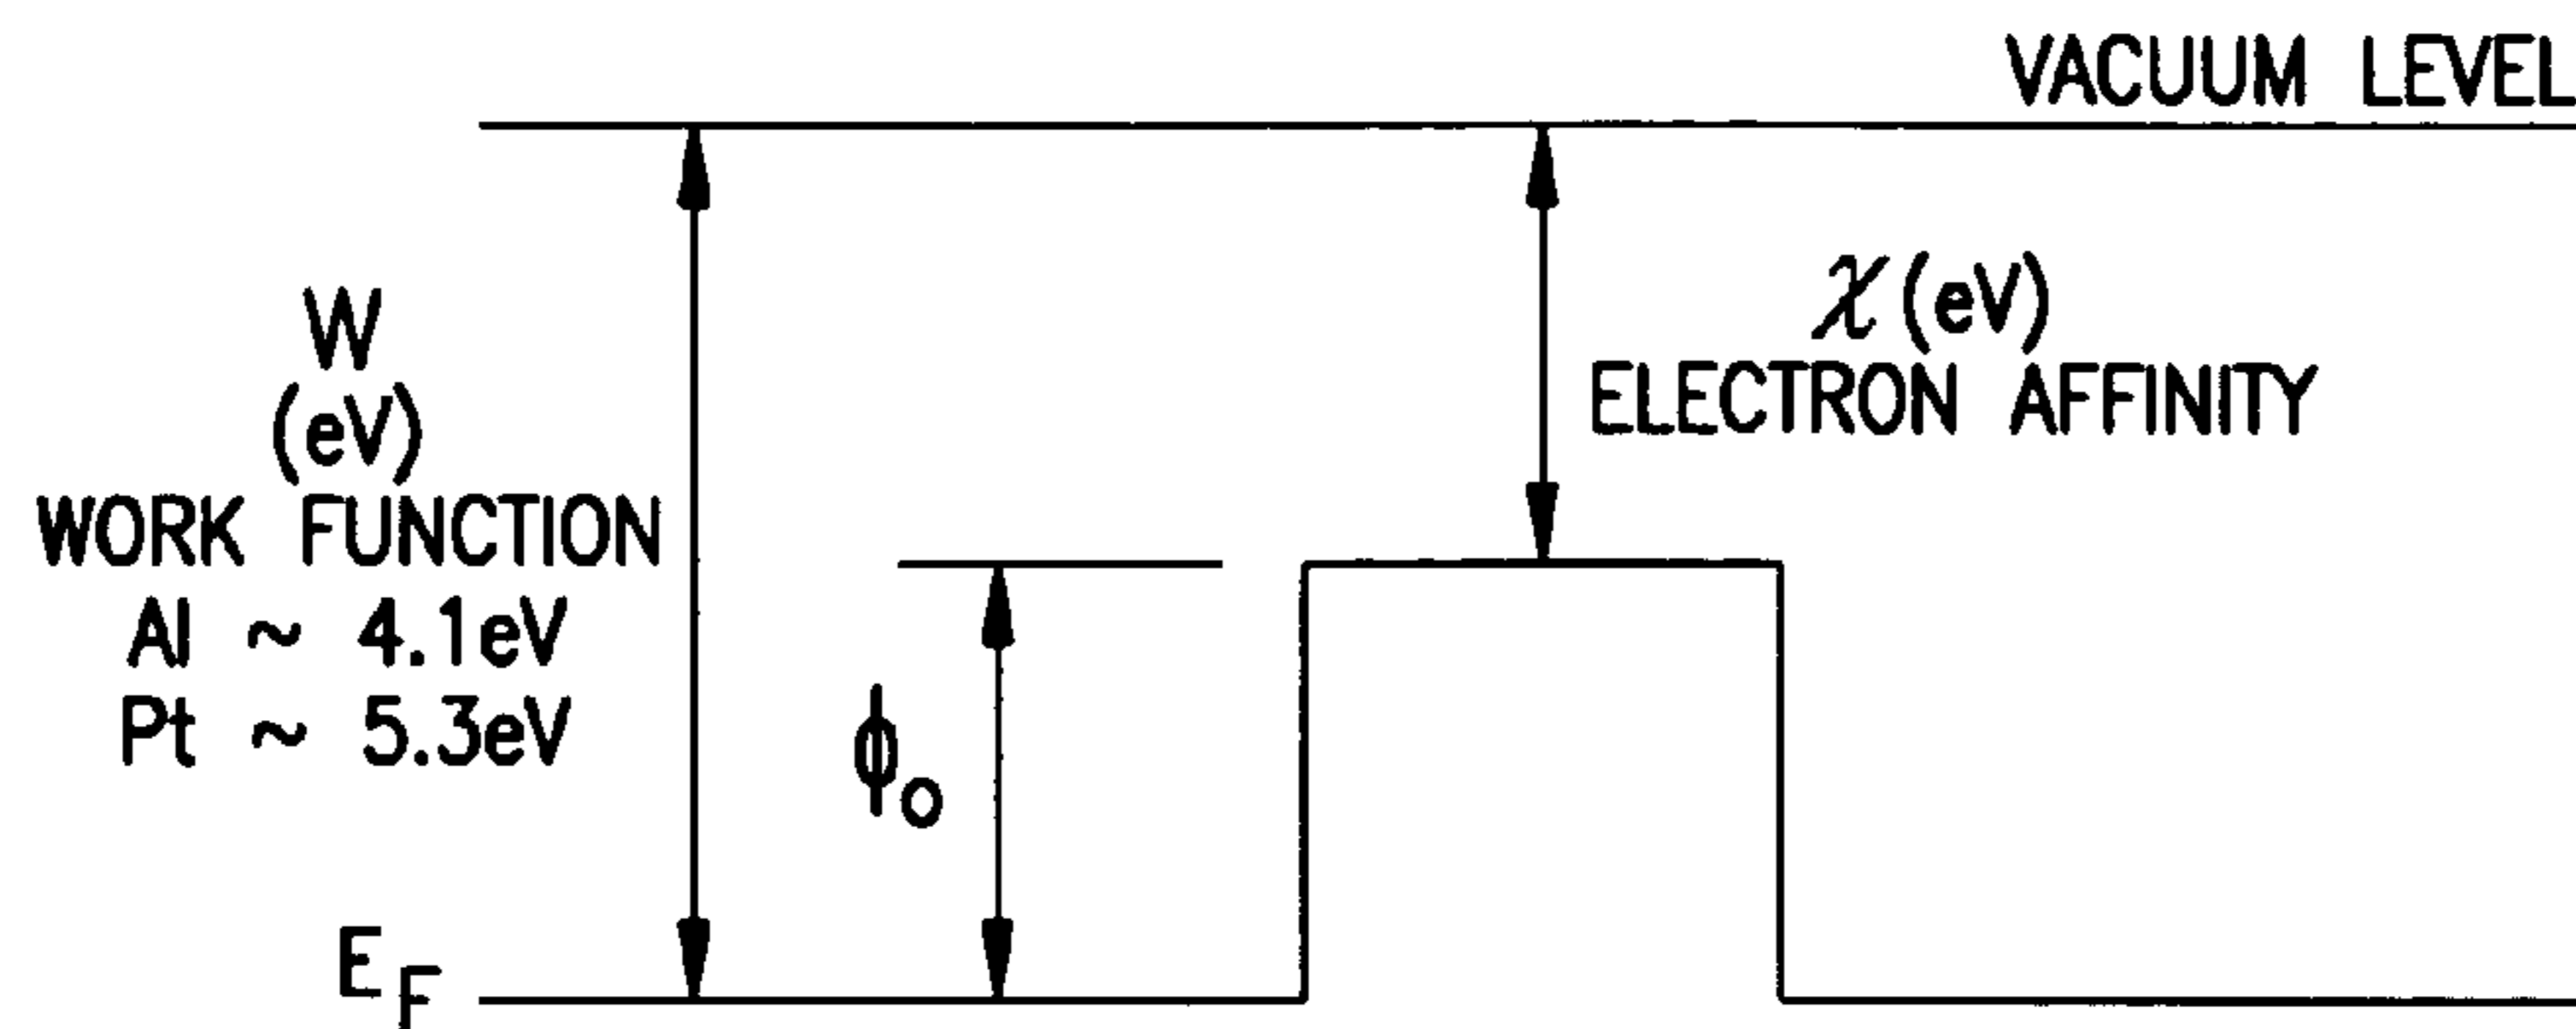 VACUUM LEVEL
W
(eV)
WORK FUNCTION
Al ~ 4.1eV
Pt ~ 5.3eV
χ(eV)
ELECTRON AFFINITY
ϕo
EF